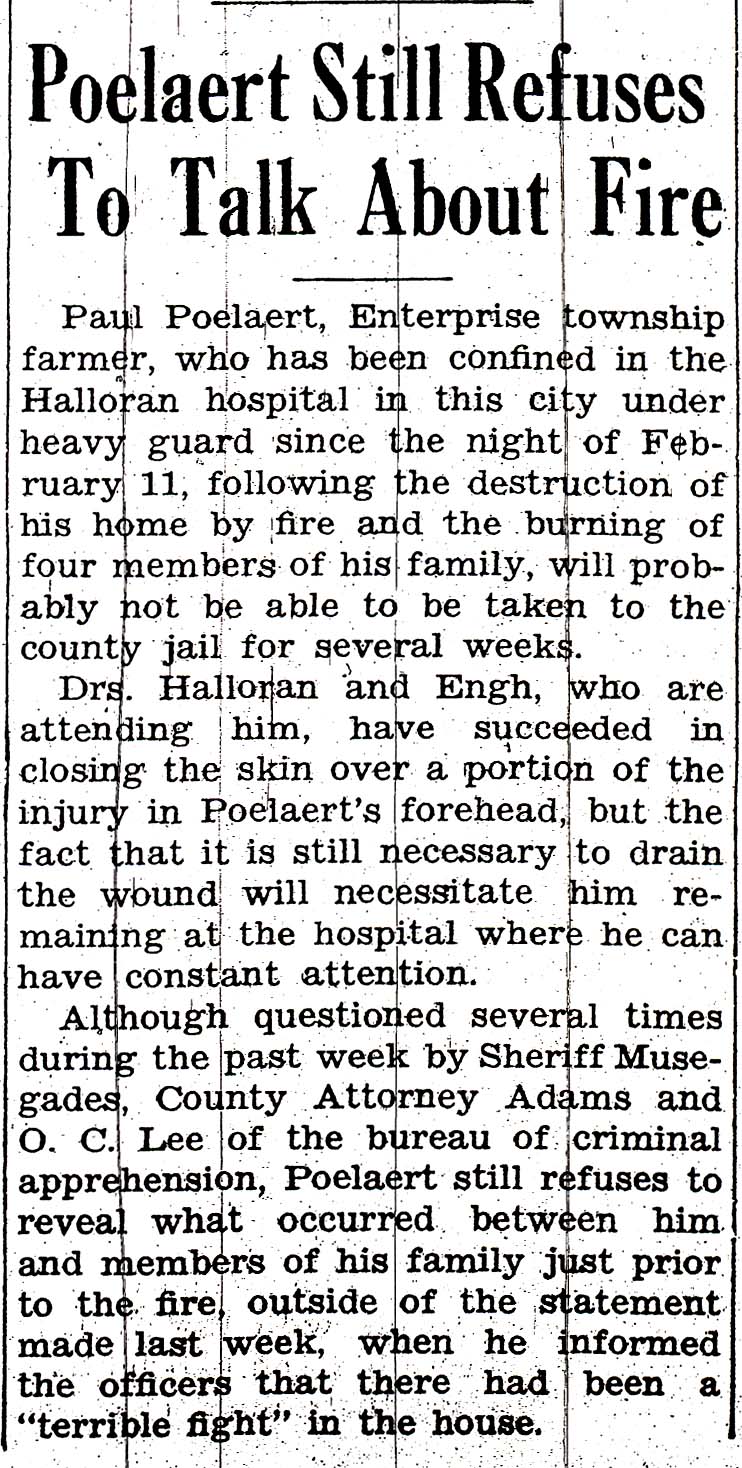 Poelaert Still Refuses
To Talk About Fire
Paul Poelaert, Enterprise township
farmer, who has been confined in the
Halloran hospital in this city under
heavy guard since the night of Feb-
ruary 11, following the destruction of
his home by fire and the burning of
four members of his family, will prob-
ably not be able to be taken to the
county jail for several weeks.
Drs. Halloran and Engh, who are
attending him, have succeeded in
closing the skin over a portion of the
injury in Poelaert's forehead, but the
fact that it is still necessary to drain
the wound will necessitate him re-
maining at the hospital where he can
have constant attention.
Although questioned several times
during the past week by Sheriff Muse-
gades, County Attorney Adams and
O. C. Lee of the bureau of criminal
apprehension, Poelaert still refuses to
reveal what occurred between him
and members of his family just prior
to the fire, outside of the statement
made last week, when he informed
the officers that there had been a
"terrible fight" in the house.